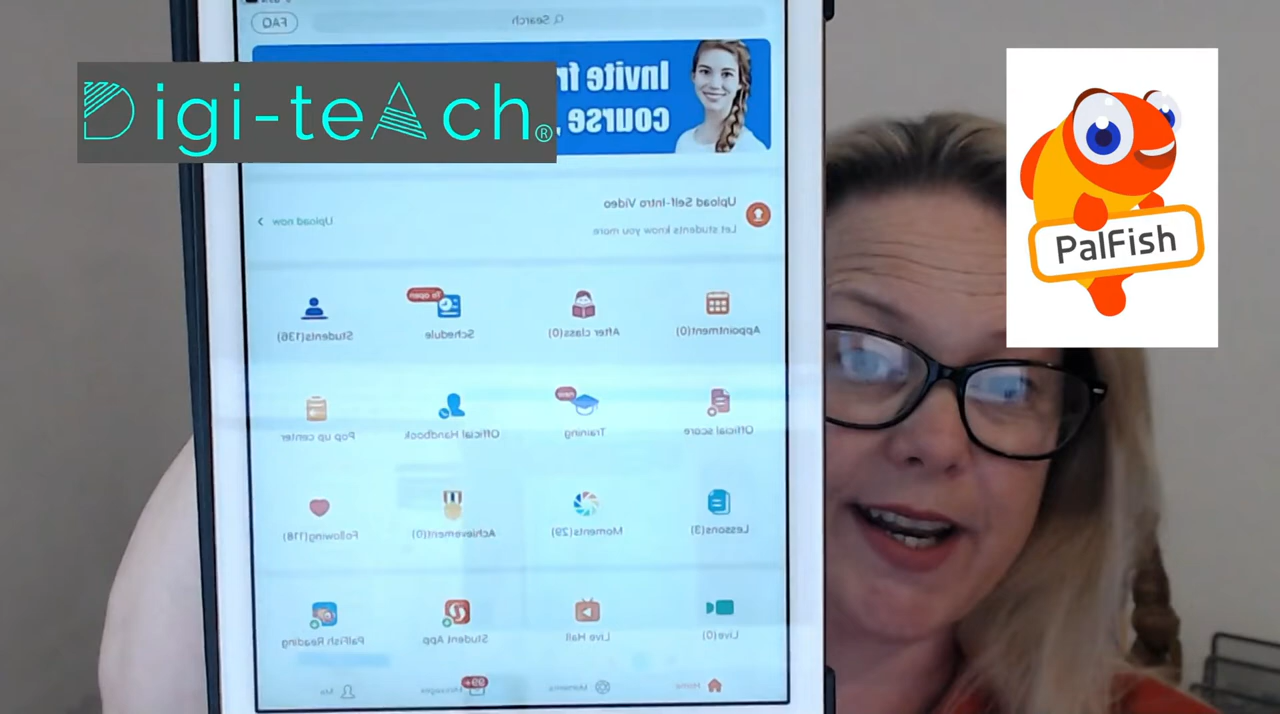 FAQ
Search
Invite fr
course,
Digi-teAch®
PalFish
Upload Self-Intro Video
Let students know you more
Upload now
Appointment(0)
After class(0)
To open
Schedule
Students(136)
Official score
new
Training
Official Handbook
Pop up center
Lessons(3)
Moments(29)
Achievement(0)
Following(118)
Live(0)
Live Hall
Student App
PalFish Reading
Home
Moments
99+
Messages
Me